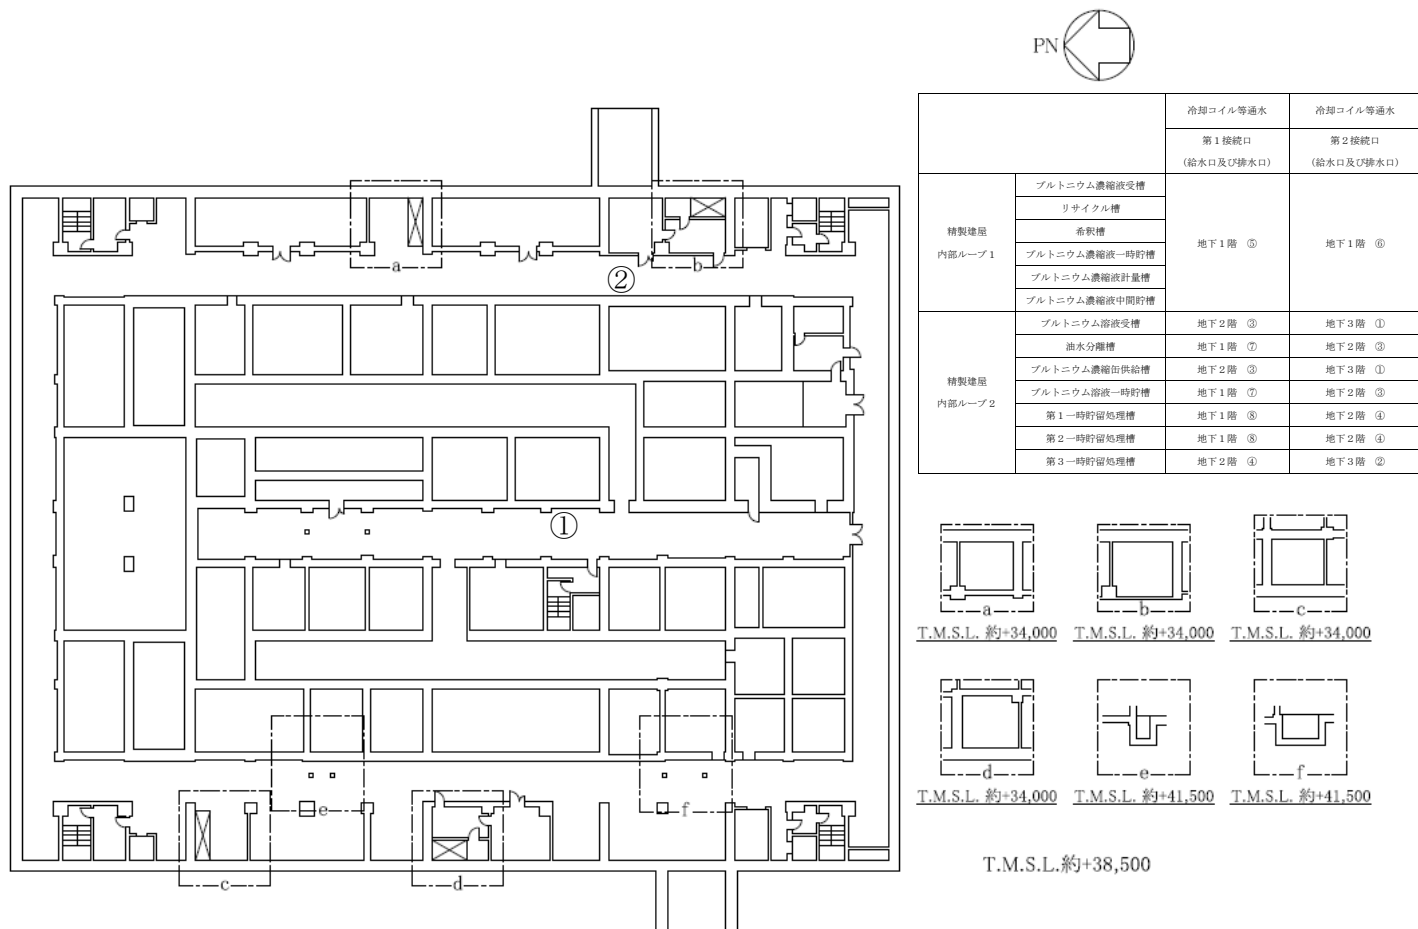 PN
冷却コイル等通水
冷却コイル等通水
第1接続口
(給水口及び排水口)
第2接続口
(給水口及び排水口)
精製建屋
内部ループ1
プルトニウム濃縮液受槽
リサイクル槽
希釈槽
プルトニウム濃縮液一時貯槽
プルトニウム濃縮液計量槽
プルトニウム濃縮液中間貯槽
地下1階 ⑤
地下1階 ⑥
精製建屋
内部ループ2
プルトニウム溶液受槽
地下2階 ③
地下3階 ①
油水分離槽
地下1階 ⑦
地下2階 ③
プルトニウム濃縮缶供給槽
地下2階 ③
地下3階 ①
プルトニウム溶液一時貯槽
地下1階 ⑦
地下2階 ③
第1一時貯留処理槽
地下1階 ⑧
地下2階 ④
第2一時貯留処理槽
地下1階 ⑧
地下2階 ④
第3一時貯留処理槽
地下2階 ④
地下3階 ②
a
b
②
①
e
f
c
d
a
T.M.S.L. 約+34,000
b
T.M.S.L. 約+34,000
c
T.M.S.L. 約+34,000
d
T.M.S.L. 約+34,000
e
T.M.S.L. 約+41,500
f
T.M.S.L. 約+41,500
T.M.S.L.約+38,500